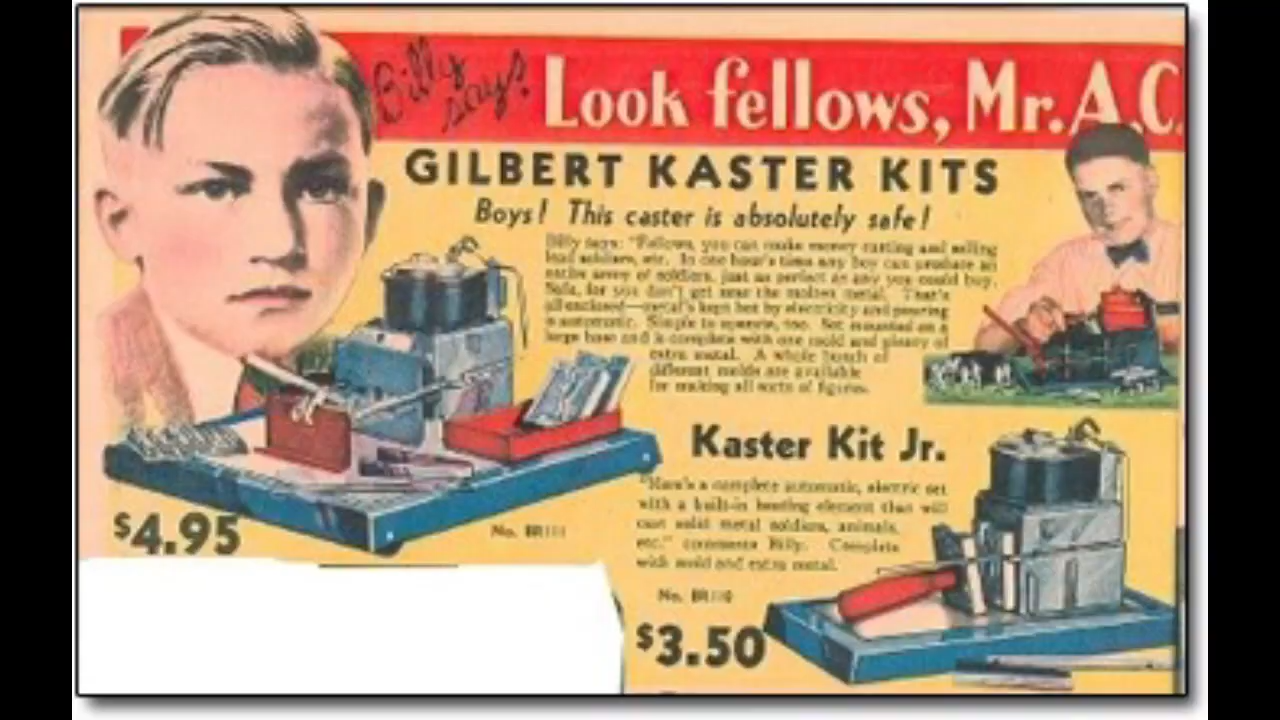 Billy says!
Look fellows, Mr. A.C.
GILBERT KASTER KITS
Boys! This caster is absolutely safe!
Billy says: "Fellows, you can make money casting and selling
lead soldiers, etc. In one hour's time any boy can produce an
entire army of soldiers, just as perfect as any you could buy.
Safe, for you don't get near the molten metal. That's
all enclosed—metal's kept hot by electricity and pouring
is automatic. Simple to operate, too. Set mounted on a
large base and is complete with one mold and plenty of
extra metal. A whole bunch of
different molds are available
for making all sorts of figures.
Kaster Kit Jr.
"Here's a complete automatic, electric set
with a built-in heating element that will
cast solid metal soldiers, animals,
etc." comments Billy. Complete
with mold and extra metal.
$4.95
No. BR111
No. BR110
$3.50